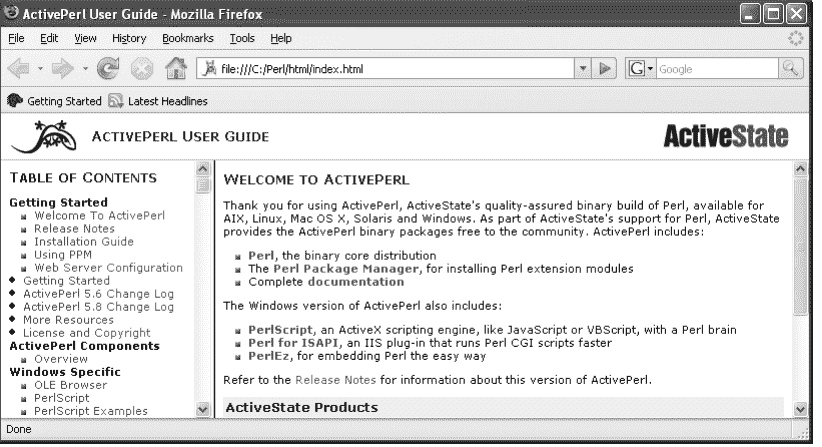 ActivePerl User Guide - Mozilla Firefox
File Edit View History Bookmarks Tools Help
file:///C:/Perl/html/index.html
G Google
Getting Started Latest Headlines
ACTIVEPERL USER GUIDE
ActiveState
TABLE OF CONTENTS
Getting Started
Welcome To ActivePerl
Release Notes
Installation Guide
Using PPM
Web Server Configuration
Getting Started
ActivePerl 5.6 Change Log
ActivePerl 5.8 Change Log
More Resources
License and Copyright
ActivePerl Components
Overview
Windows Specific
OLE Browser
PerlScript
PerlScript Examples
WELCOME TO ACTIVEPERL
Thank you for using ActivePerl, ActiveState's quality-assured binary build of Perl, available for
AIX, Linux, Mac OS X, Solaris and Windows. As part of ActiveState's support for Perl, ActiveState
provides the ActivePerl binary packages free to the community. ActivePerl includes:
Perl, the binary core distribution
The Perl Package Manager, for installing Perl extension modules
Complete documentation
The Windows version of ActivePerl also includes:
PerlScript, an ActiveX scripting engine, like JavaScript or VBScript, with a Perl brain
Perl for ISAPI, an IIS plug-in that runs Perl CGI scripts faster
PerlEz, for embedding Perl the easy way
Refer to the Release Notes for information about this version of ActivePerl.
ActiveState Products
Done